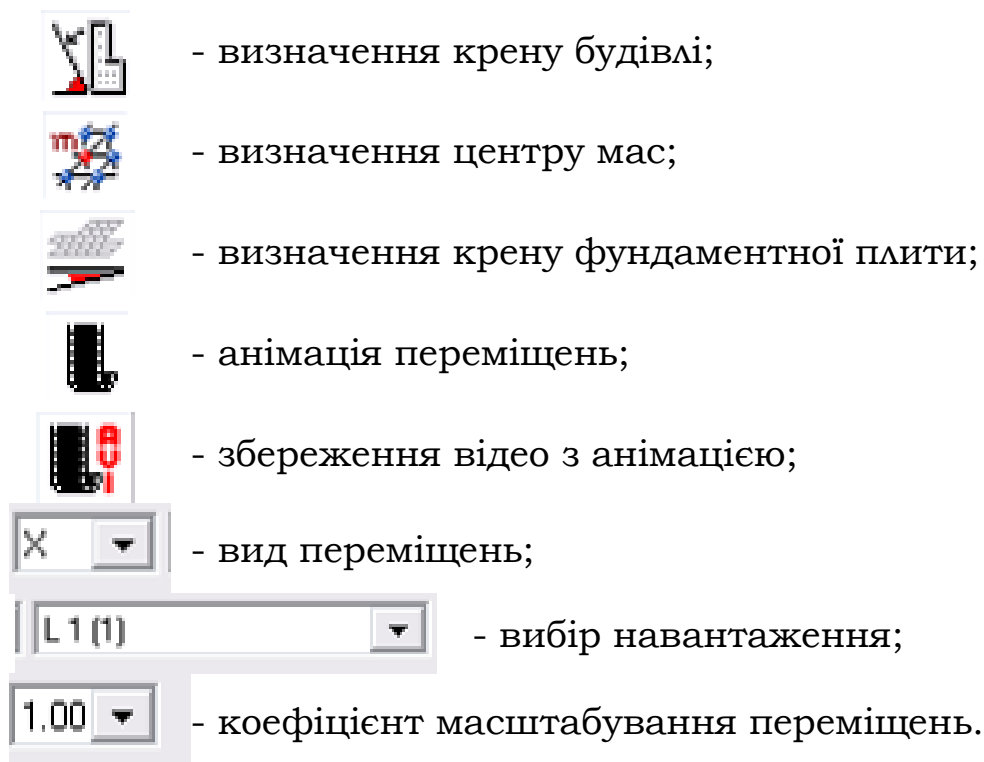 - визначення крену будівлі;
m
- визначення центру мас;
- визначення крену фундаментної плити;
- анімація переміщень;
AVI
- збереження відео з анімацією;
X - вид переміщень;
L 1 (1) - вибір навантаження;
1.00 - коефіцієнт масштабування переміщень.